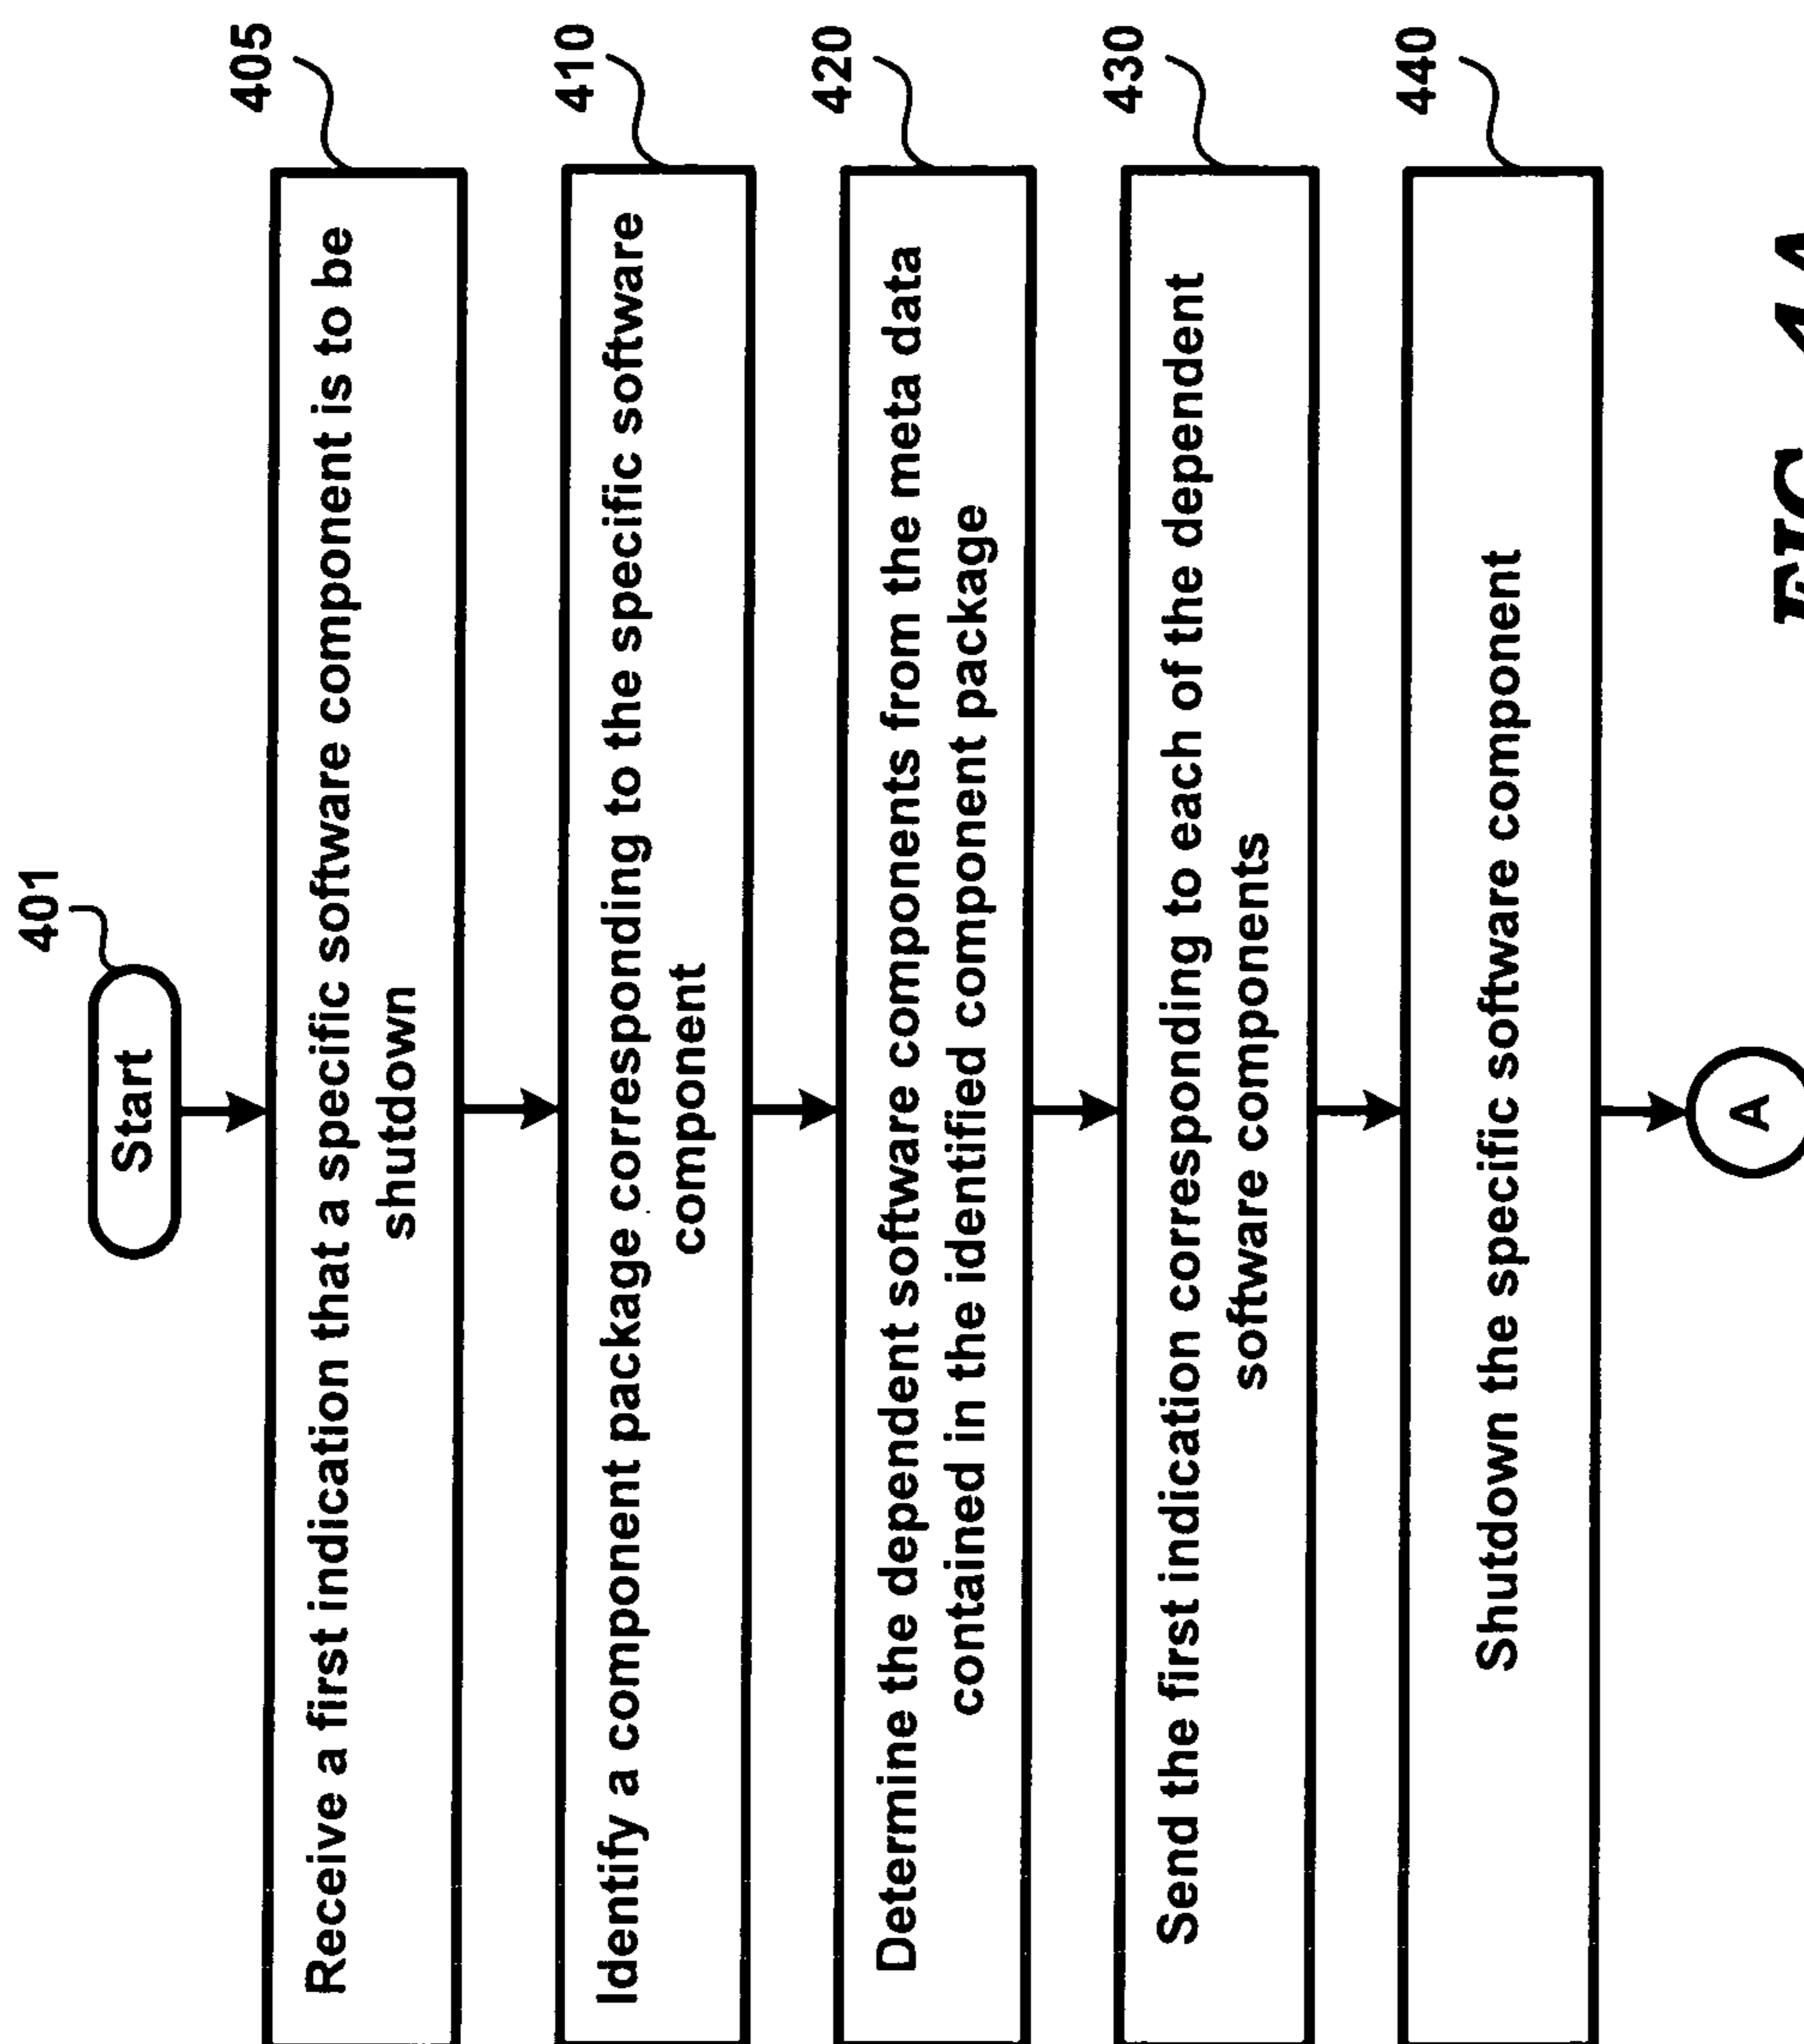 401
Start
405
Receive a first indication that a specific software component is to be
shutdown
410
Identify a component package corresponding to the specific software
component
420
Determine the dependent software components from the meta data
contained in the identified component package
430
Send the first indication corresponding to each of the dependent
software components
440
Shutdown the specific software component
A
FIG. 4A